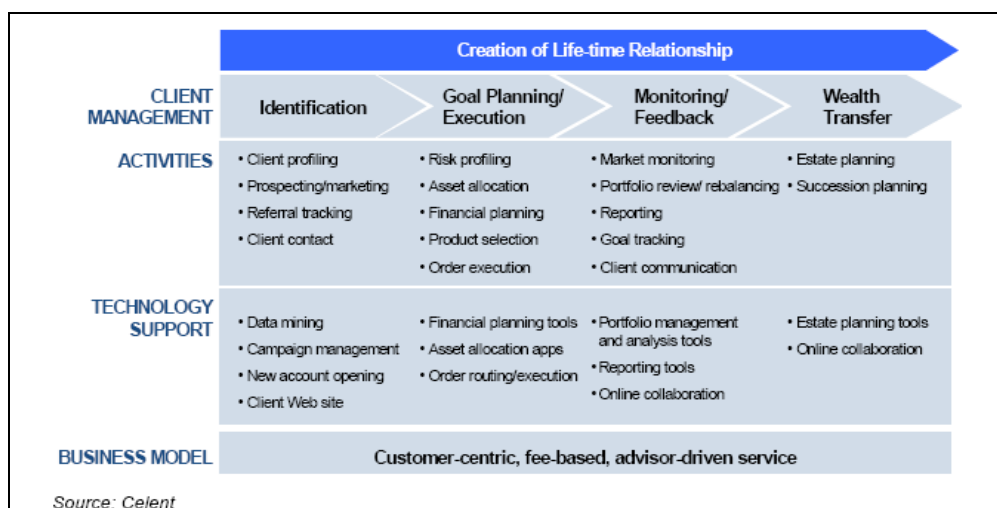 Creation of Life-time Relationship
CLIENT
MANAGEMENT
Identification
Goal Planning/
Execution
Monitoring/
Feedback
Wealth
Transfer
ACTIVITIES
• Client profiling
• Prospecting/marketing
• Referral tracking
• Client contact
• Risk profiling
• Asset allocation
• Financial planning
• Product selection
• Order execution
• Market monitoring
• Portfolio review/ rebalancing
• Reporting
• Goal tracking
• Client communication
• Estate planning
• Succession planning
TECHNOLOGY
SUPPORT
• Data mining
• Campaign management
• New account opening
• Client Web site
• Financial planning tools
• Asset allocation apps
• Order routing/execution
• Portfolio management
and analysis tools
• Reporting tools
• Online collaboration
• Estate planning tools
• Online collaboration
BUSINESS MODEL
Customer-centric, fee-based, advisor-driven service
Source: Celent